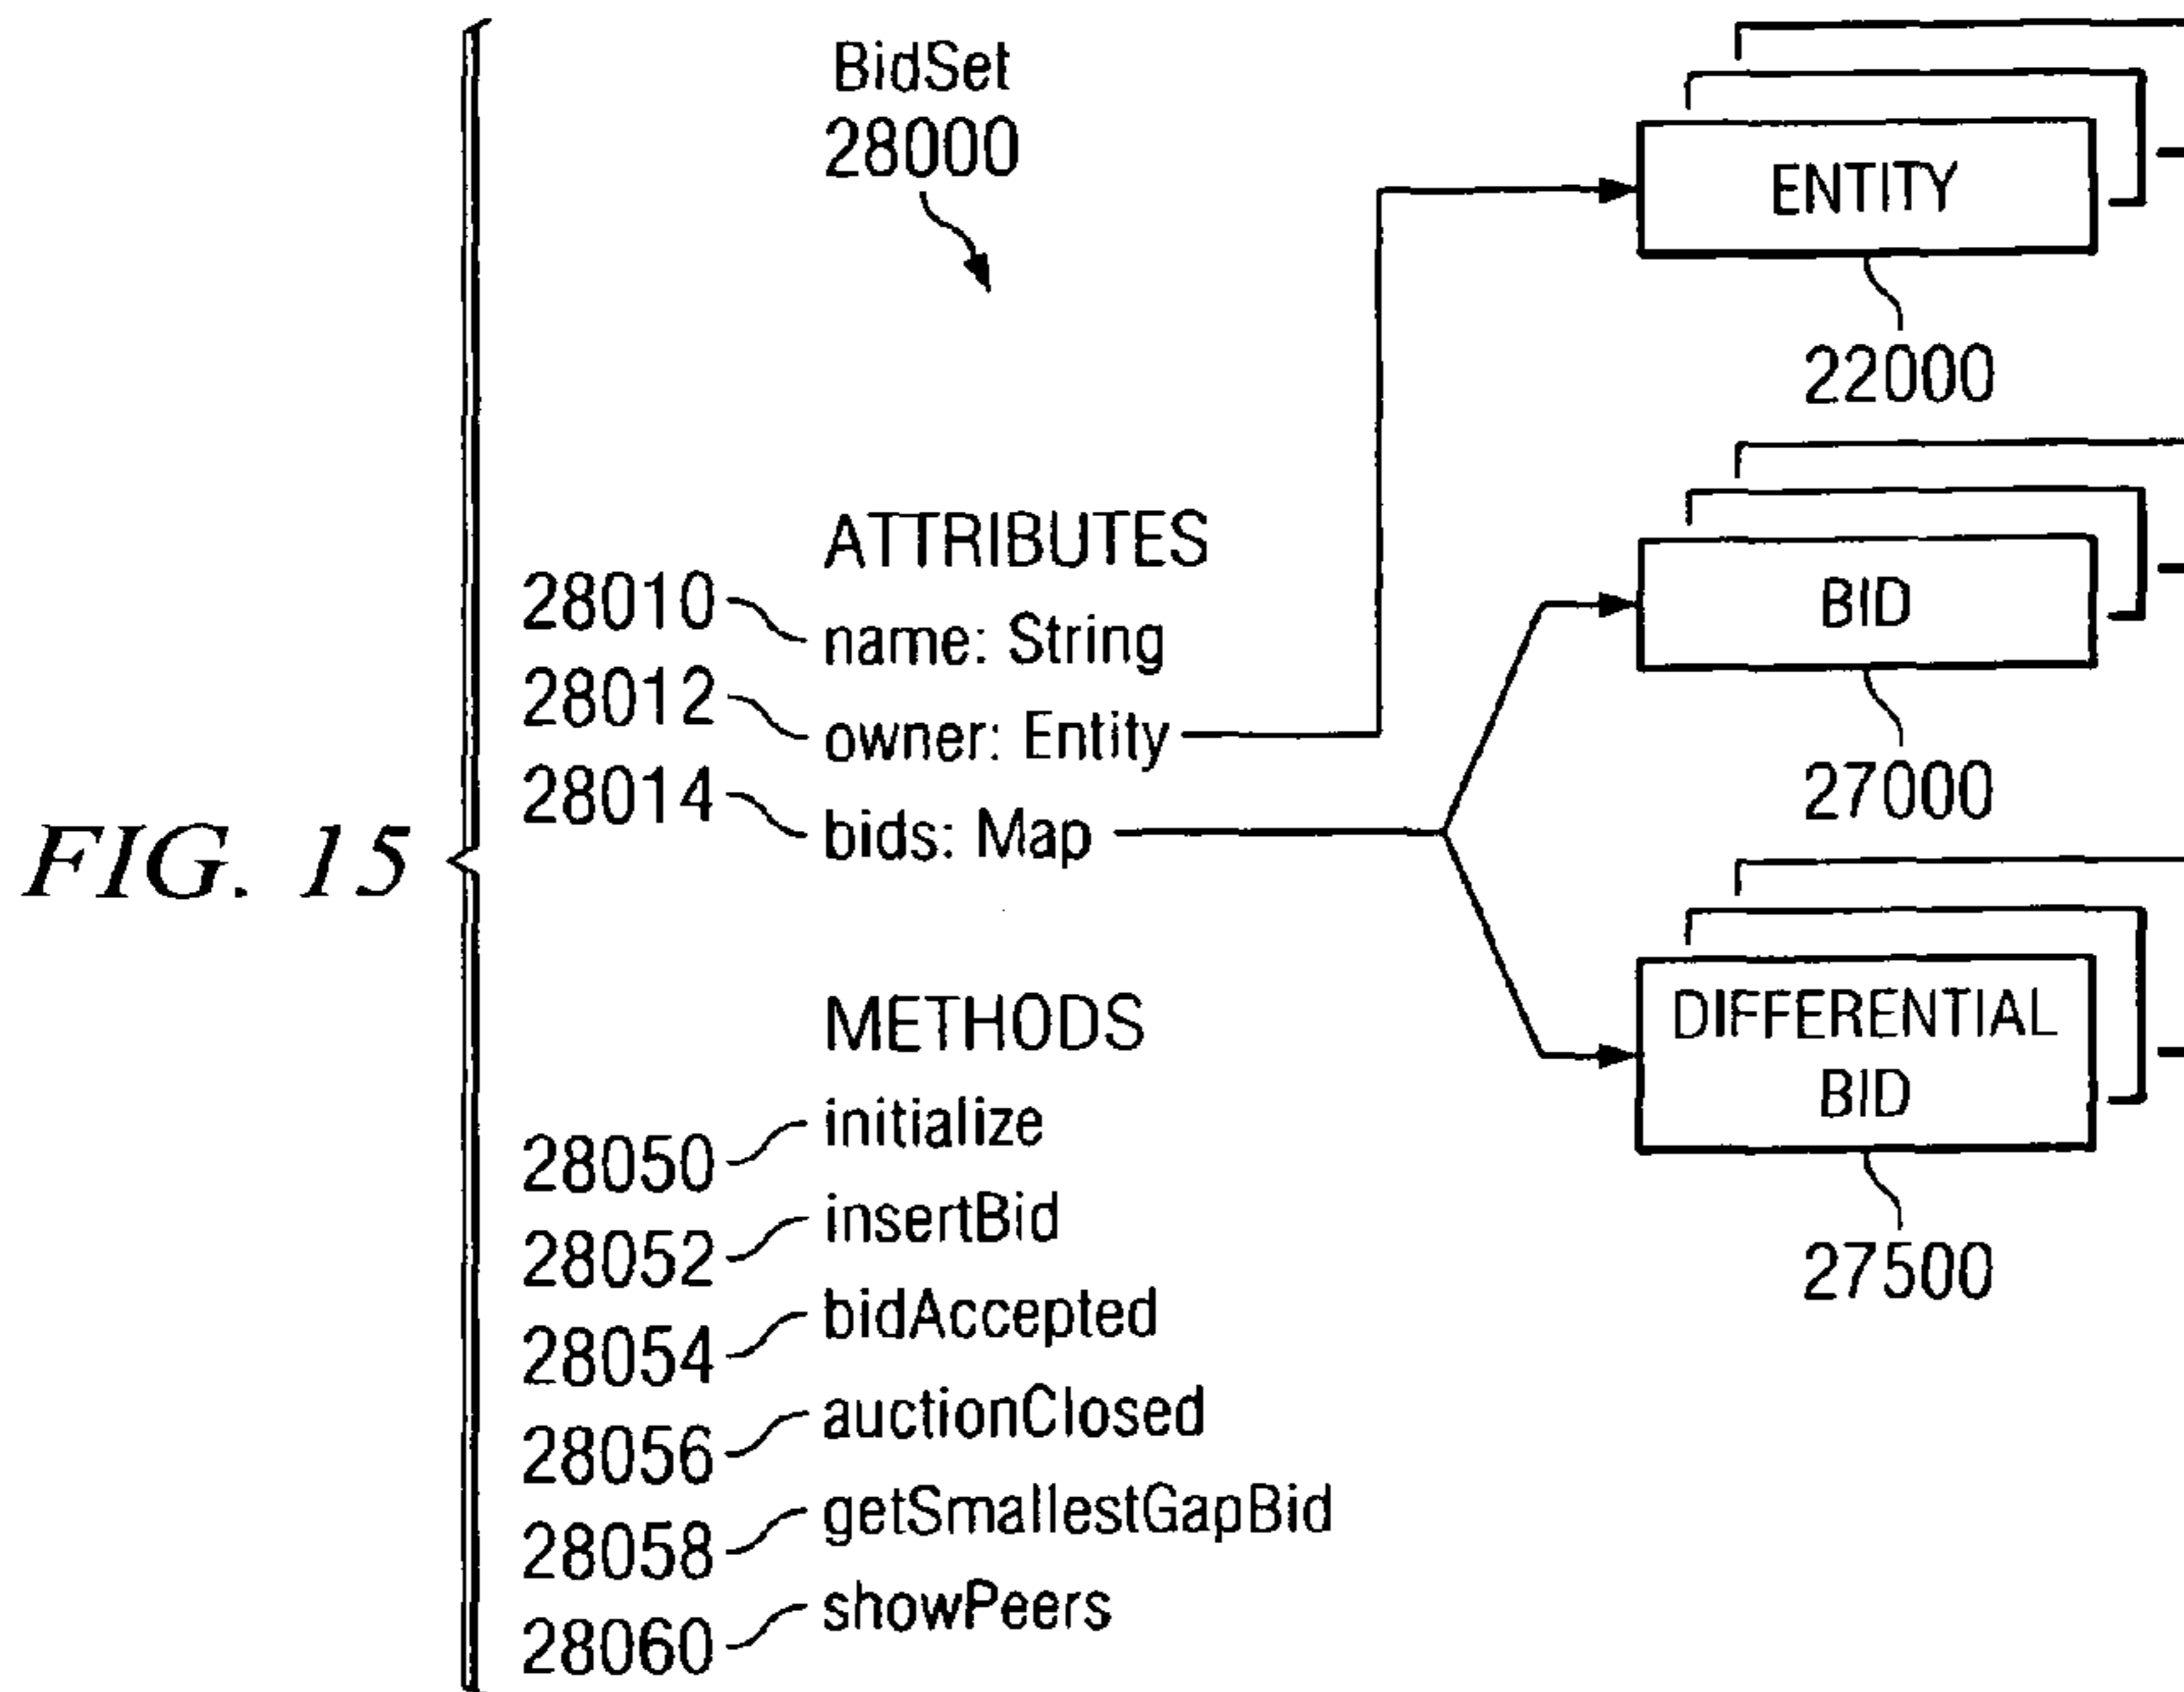 BidSet
28000
ENTITY
22000
ATTRIBUTES
28010
name: String
28012
owner: Entity
28014
bids: Map
BID
27000
FIG. 15
METHODS
DIFFERENTIAL
BID
27500
initialize
28050
insertBid
28052
bidAccepted
28054
auctionClosed
28056
getSmallestGapBid
28058
showPeers
28060